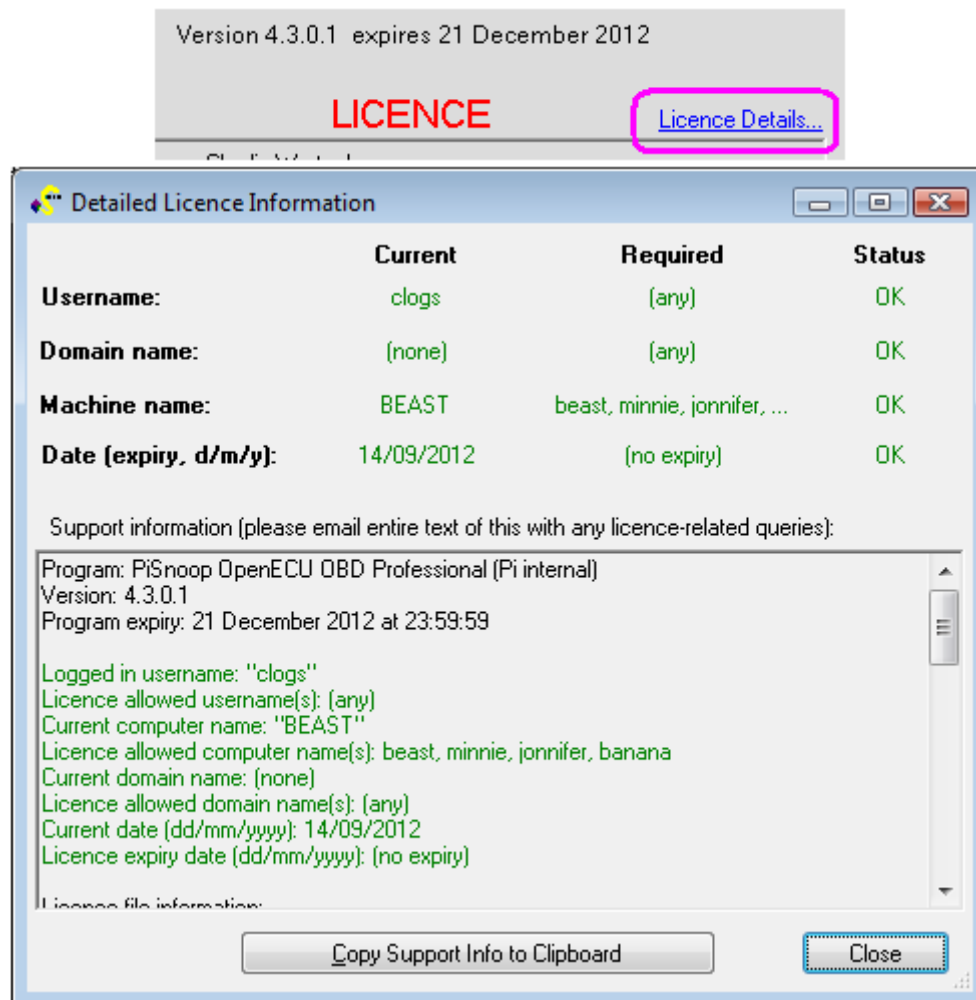 Version 4.3.0.1 expires 21 December 2012
LICENCE
Licence Details...
Detailed Licence Information
Current Required Status
Username: clogs (any) OK
Domain name: (none) (any) OK
Machine name: BEAST beast, minnie, jonnifer, ... OK
Date (expiry, d/m/y): 14/09/2012 (no expiry) OK
Support information (please email entire text of this with any licence-related queries):
Program: PiSnoop OpenECU OBD Professional (Pi internal)
Version: 4.3.0.1
Program expiry: 21 December 2012 at 23:59:59
Logged in username: "clogs"
Licence allowed username(s): (any)
Current computer name: "BEAST"
Licence allowed computer name(s): beast, minnie, jonnifer, banana
Current domain name: (none)
Licence allowed domain name(s): (any)
Current date (dd/mm/yyyy): 14/09/2012
Licence expiry date (dd/mm/yyyy): (no expiry)
Licence file information:
Copy Support Info to Clipboard
Close